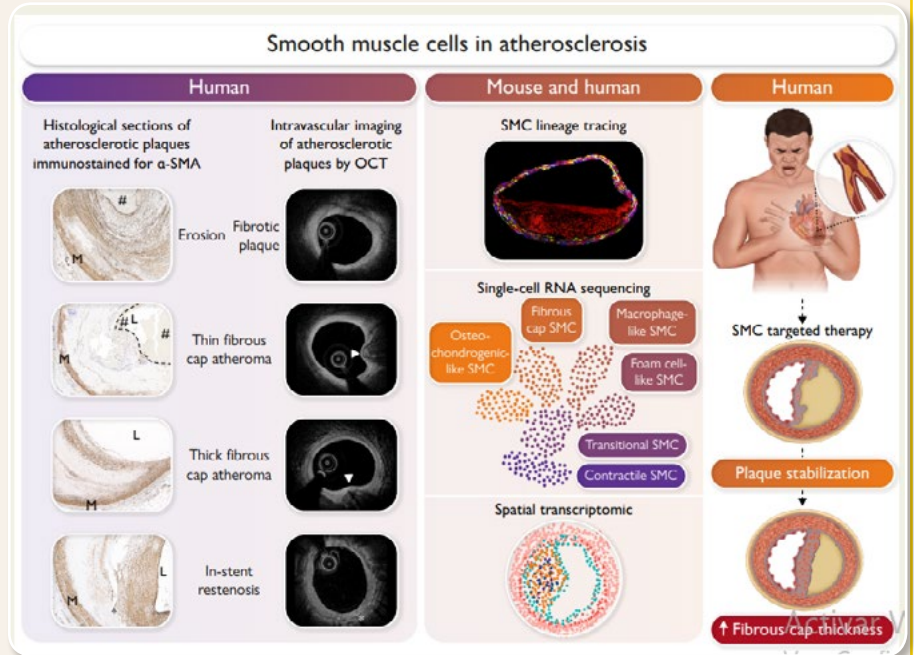 Smooth muscle cells in atherosclerosis
Human
Histological sections of
atherosclerotic plaques
immunostained for α-SMA
Intravascular imaging
of atherosclerotic
plaques by OCT
#
M
Erosion
Fibrotic
plaque
L
#
#
M
Thin fibrous
cap atheroma
L
M
Thick fibrous
cap atheroma
L
M
In-stent
restenosis
Mouse and human
SMC lineage tracing
Single-cell RNA sequencing
Osteo-
chondrogenic-
like SMC
Fibrous
cap SMC
Macrophage-
like SMC
Foam cell-
like SMC
Transitional SMC
Contractile SMC
Spatial transcriptomic
Human
SMC targeted therapy
Plaque stabilization
↑ Fibrous cap thickness
Activar